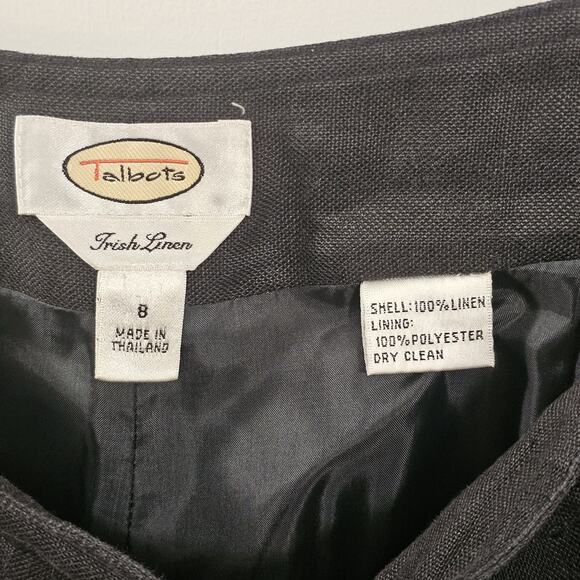 Talbots
Irish Linen
8
MADE IN
THAILAND
SHELL:100%LINEN
LINING:
100%POLYESTER
DRY CLEAN